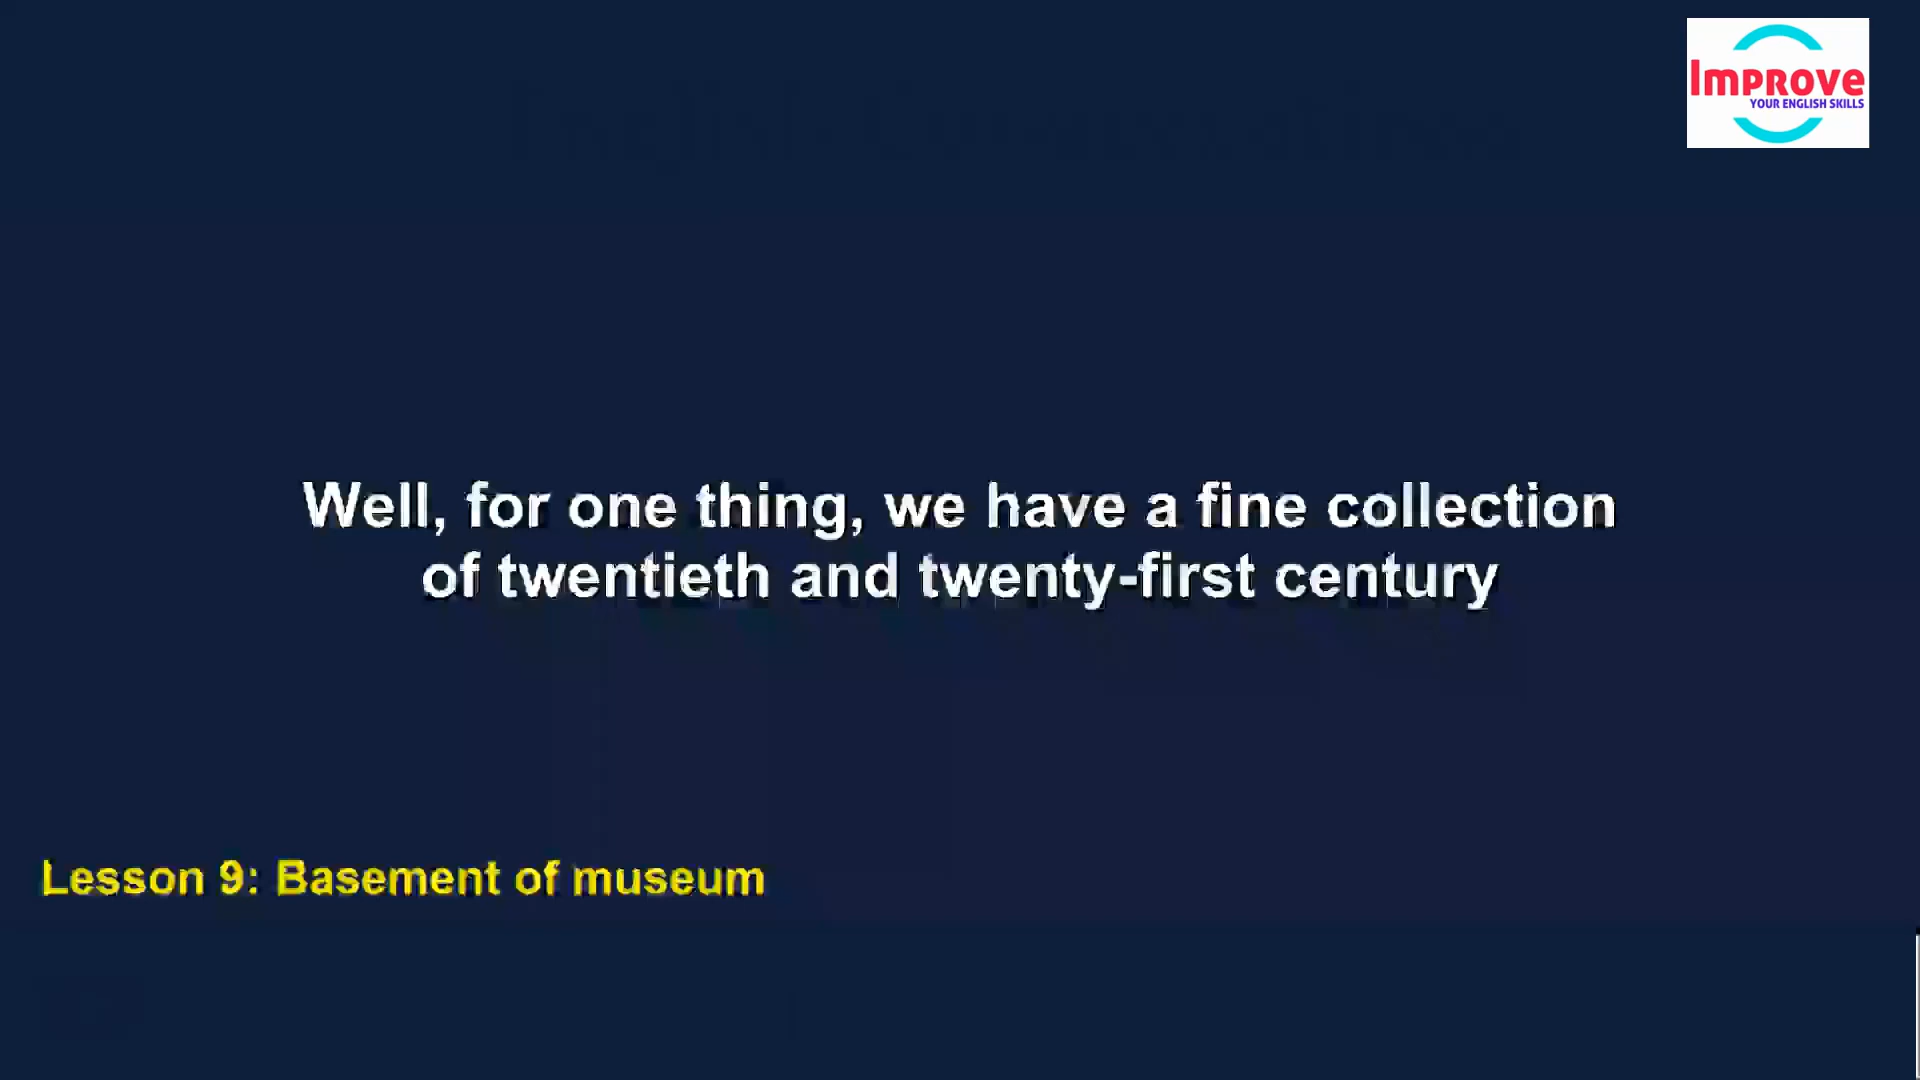 Improve
YOUR ENGLISH SKILLS
Well, for one thing, we have a fine collection
of twentieth and twenty-first century
Lesson 9: Basement of museum